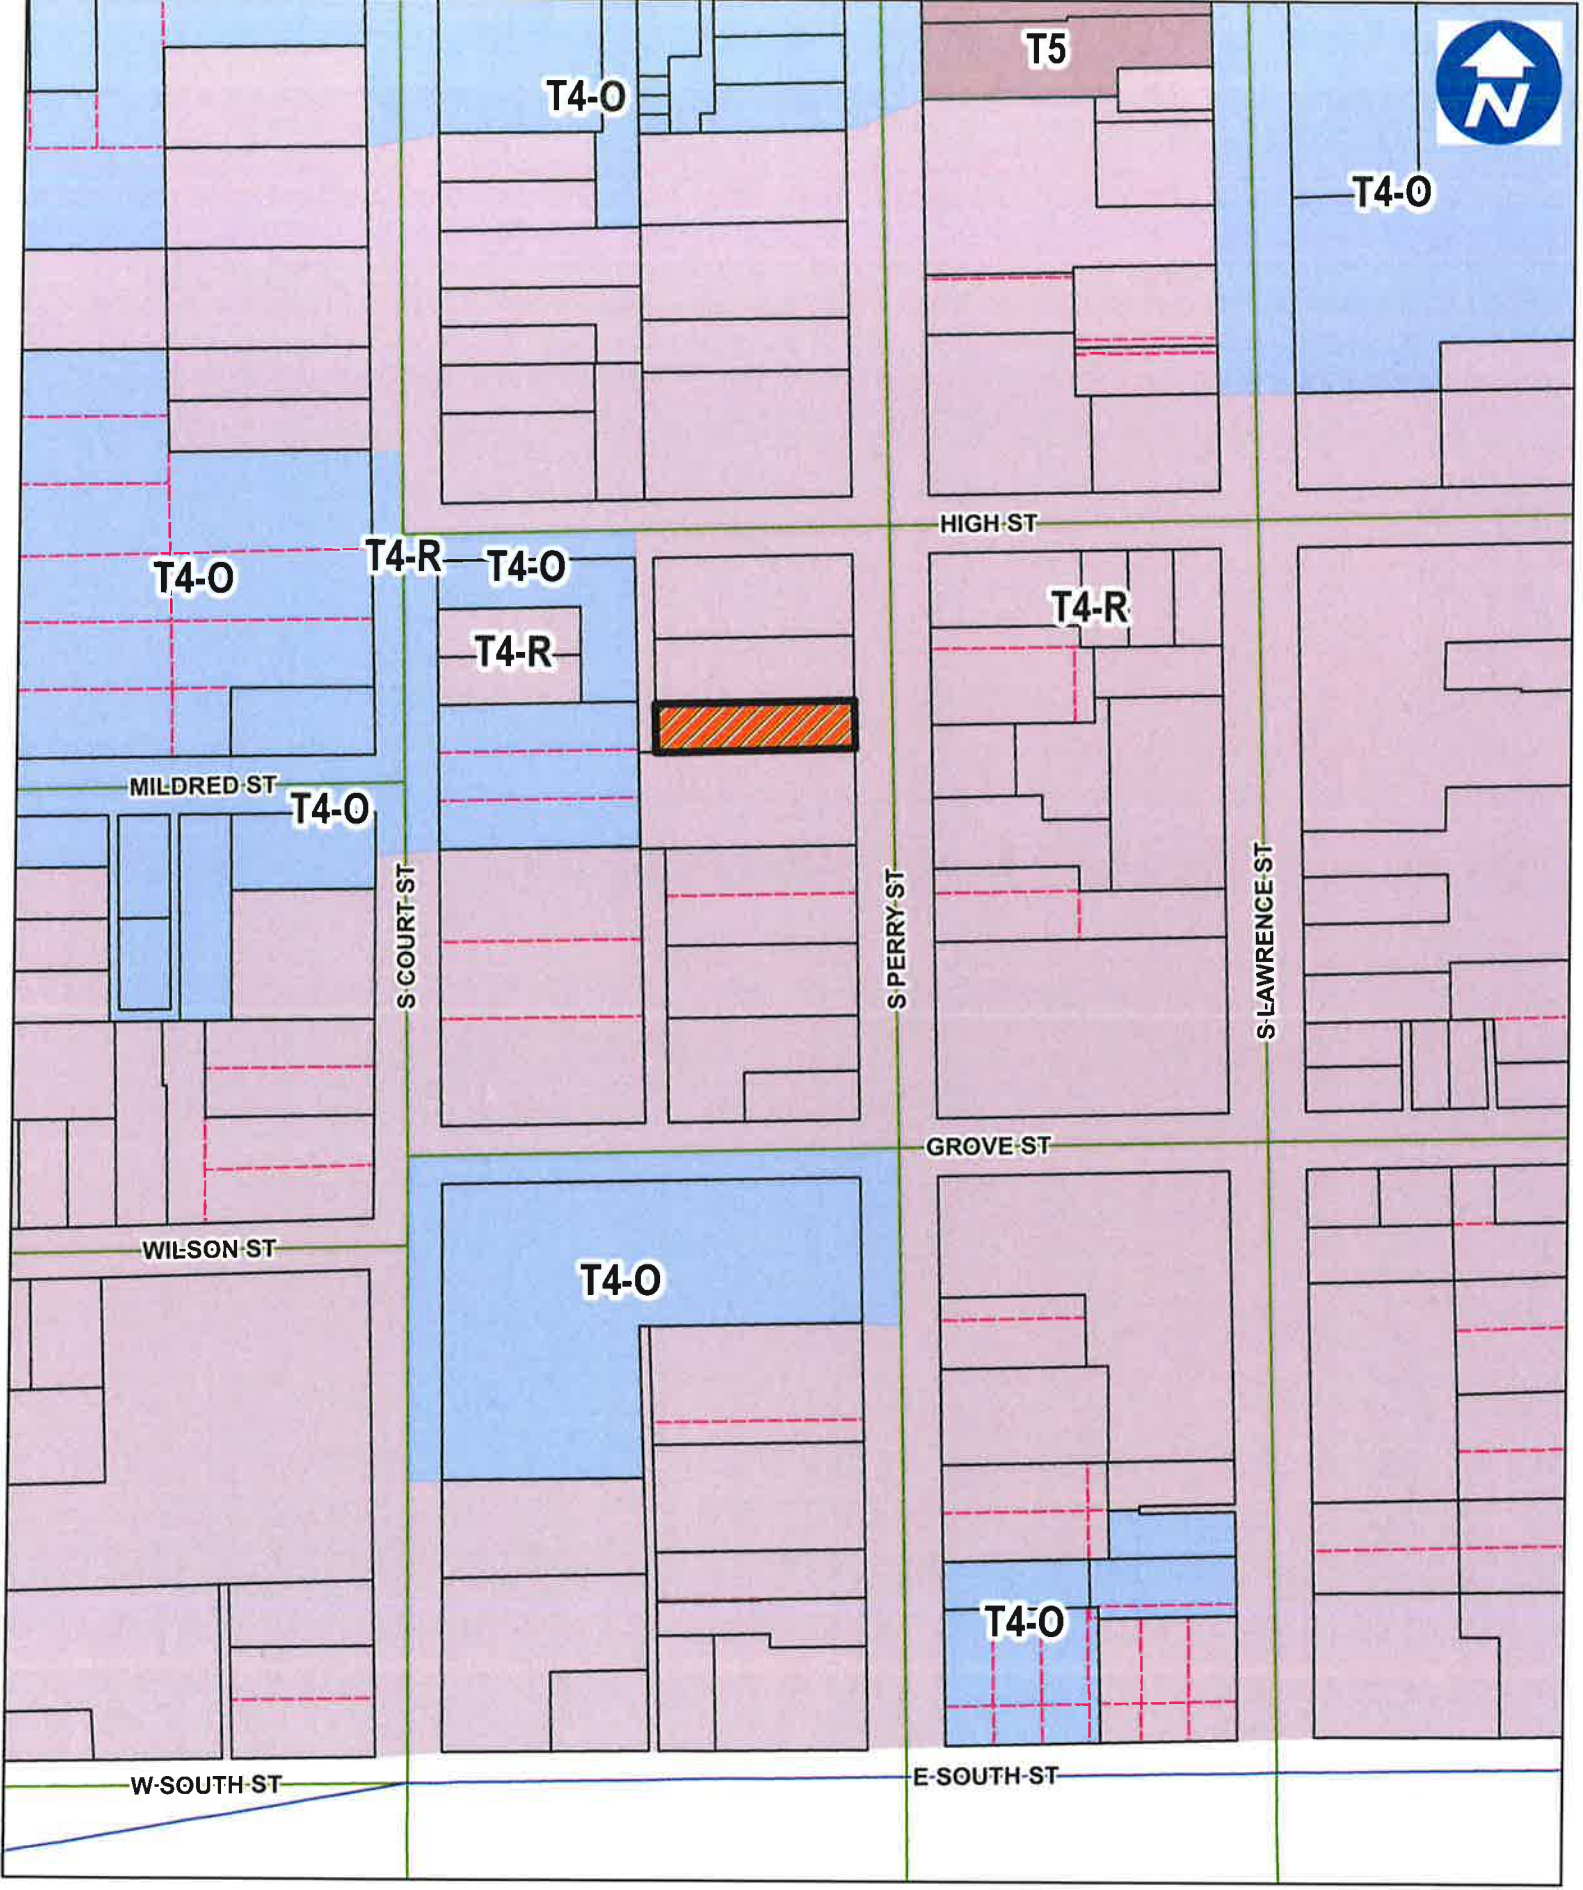 T5
N
T4-O
T4-O
HIGH ST
T4-R
T4-O
T4-O
T4-R
T4-R
MILDRED ST
T4-O
S COURT ST
S PERRY ST
S LAWRENCE ST
GROVE ST
WILSON ST
T4-O
T4-O
W SOUTH ST
E SOUTH ST